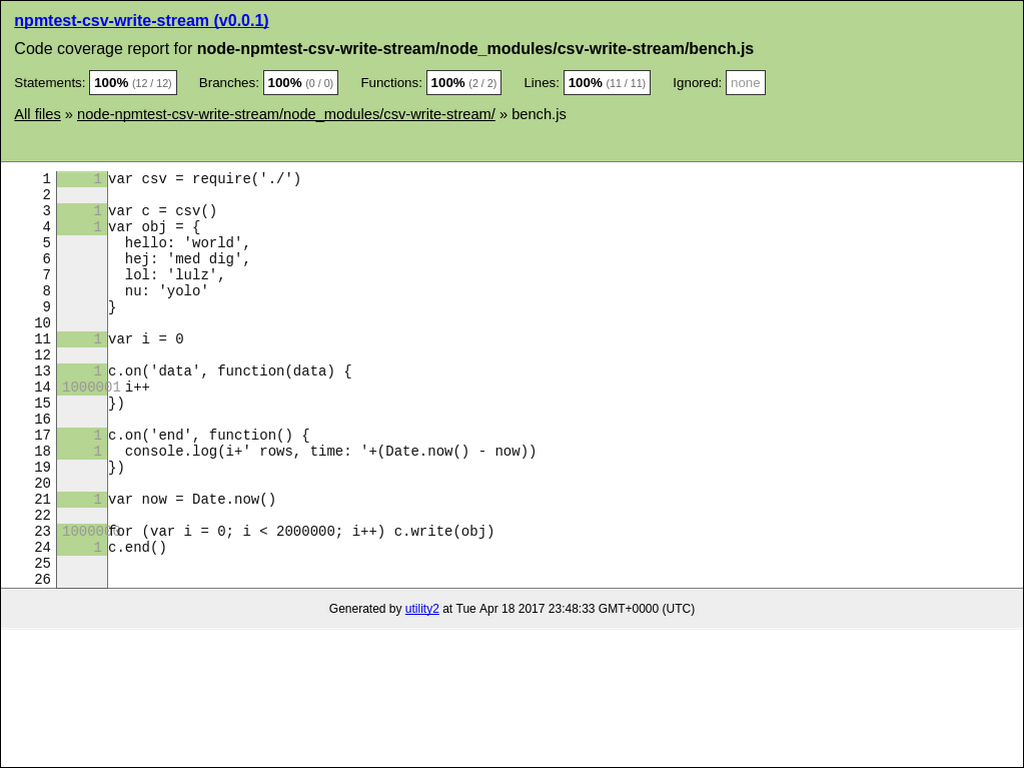 npmtest-csv-write-stream (v0.0.1)
Code coverage report for node-npmtest-csv-write-stream/node_modules/csv-write-stream/bench.js
Statements: 100% (12 / 12) Branches: 100% (0 / 0) Functions: 100% (2 / 2) Lines: 100% (11 / 11) Ignored: none
All files » node-npmtest-csv-write-stream/node_modules/csv-write-stream/ » bench.js
1 1 var csv = require('./')
2
3 1 var c = csv()
4 1 var obj = {
5   hello: 'world',
6   hej: 'med dig',
7   lol: 'lulz',
8   nu: 'yolo'
9 }
10
11 1 var i = 0
12
13 1 c.on('data', function(data) {
14 1000001   i++
15 })
16
17 1 c.on('end', function() {
18 1   console.log(i+' rows, time: '+(Date.now() - now))
19 })
20
21 1 var now = Date.now()
22
23 for (var i = 0; i < 2000000; i++) c.write(obj)
24 1 c.end()
25
26
Generated by utility2 at Tue Apr 18 2017 23:48:33 GMT+0000 (UTC)